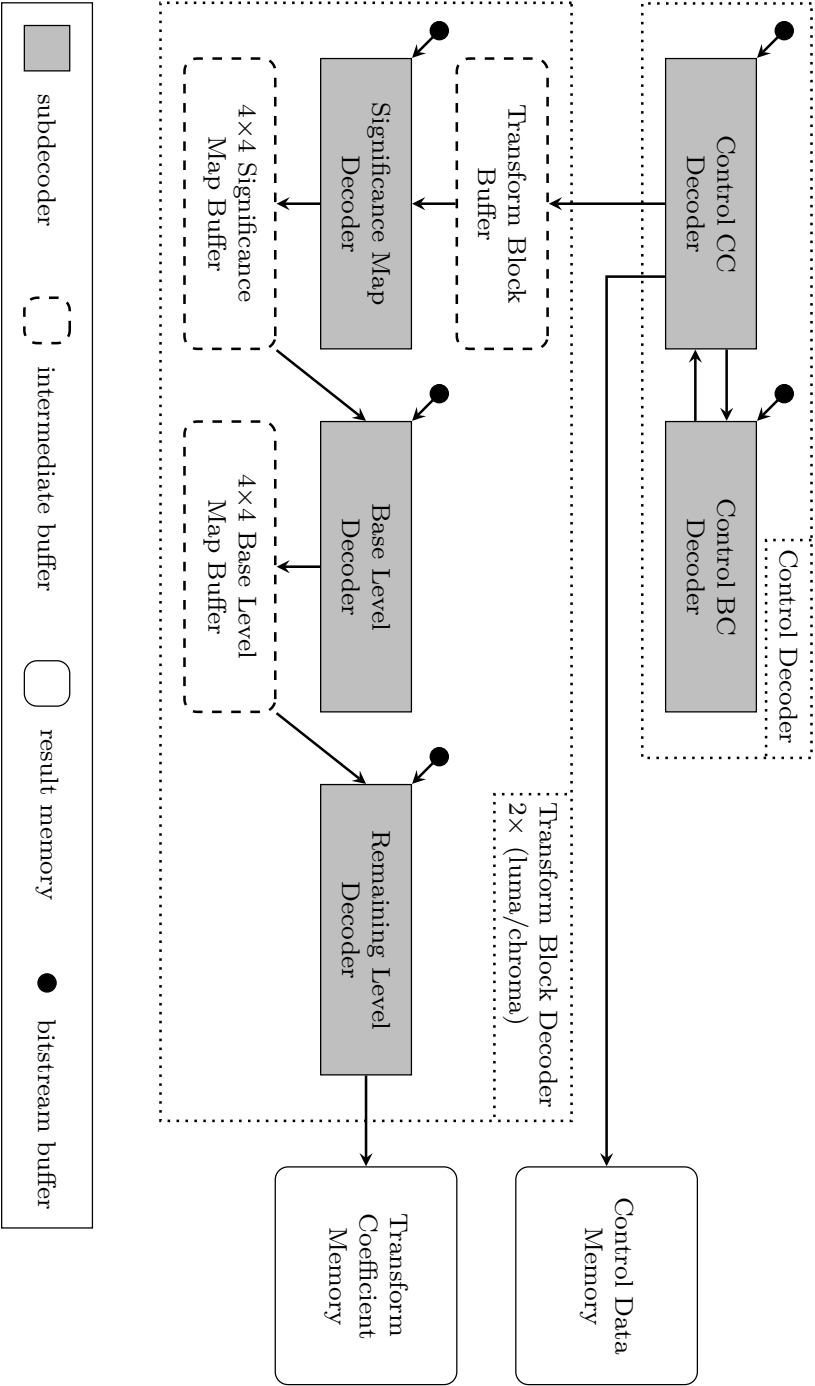 Control Decoder
Control CC
Decoder
Control BC
Decoder
Control Data
Memory
Transform Block Decoder
2× (luma/chroma)
Transform Block
Buffer
Significance Map
Decoder
Base Level
Decoder
Remaining Level
Decoder
Transform
Coefficient
Memory
4×4 Significance
Map Buffer
4×4 Base Level
Map Buffer
subdecoder
intermediate buffer
result memory
bitstream buffer